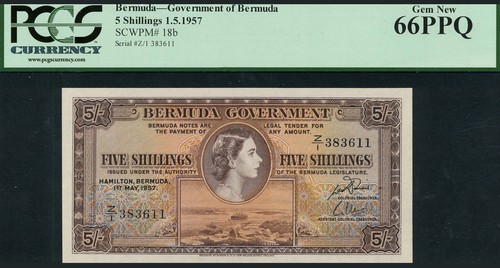 PCGS
CURRENCY
www.pcgscurrency.com
Bermuda—Government of Bermuda
5 Shillings 1.5.1957
SCWPM# 18b
Serial #Z/1 383611
Gem New
66PPQ
5/-
5/-
BERMUDA GOVERNMENT
BERMUDA NOTES ARE LEGAL TENDER FOR
THE PAYMENT OF ANY AMOUNT.
Z/1 383611
FIVE SHILLINGS FIVE SHILLINGS
ISSUED UNDER THE AUTHORITY OF THE BERMUDA LEGISLATURE.
HAMILTON, BERMUDA.
1ST MAY, 1957.
COLONIAL SECRETARY.
Z/1 383611
5/-
5/-